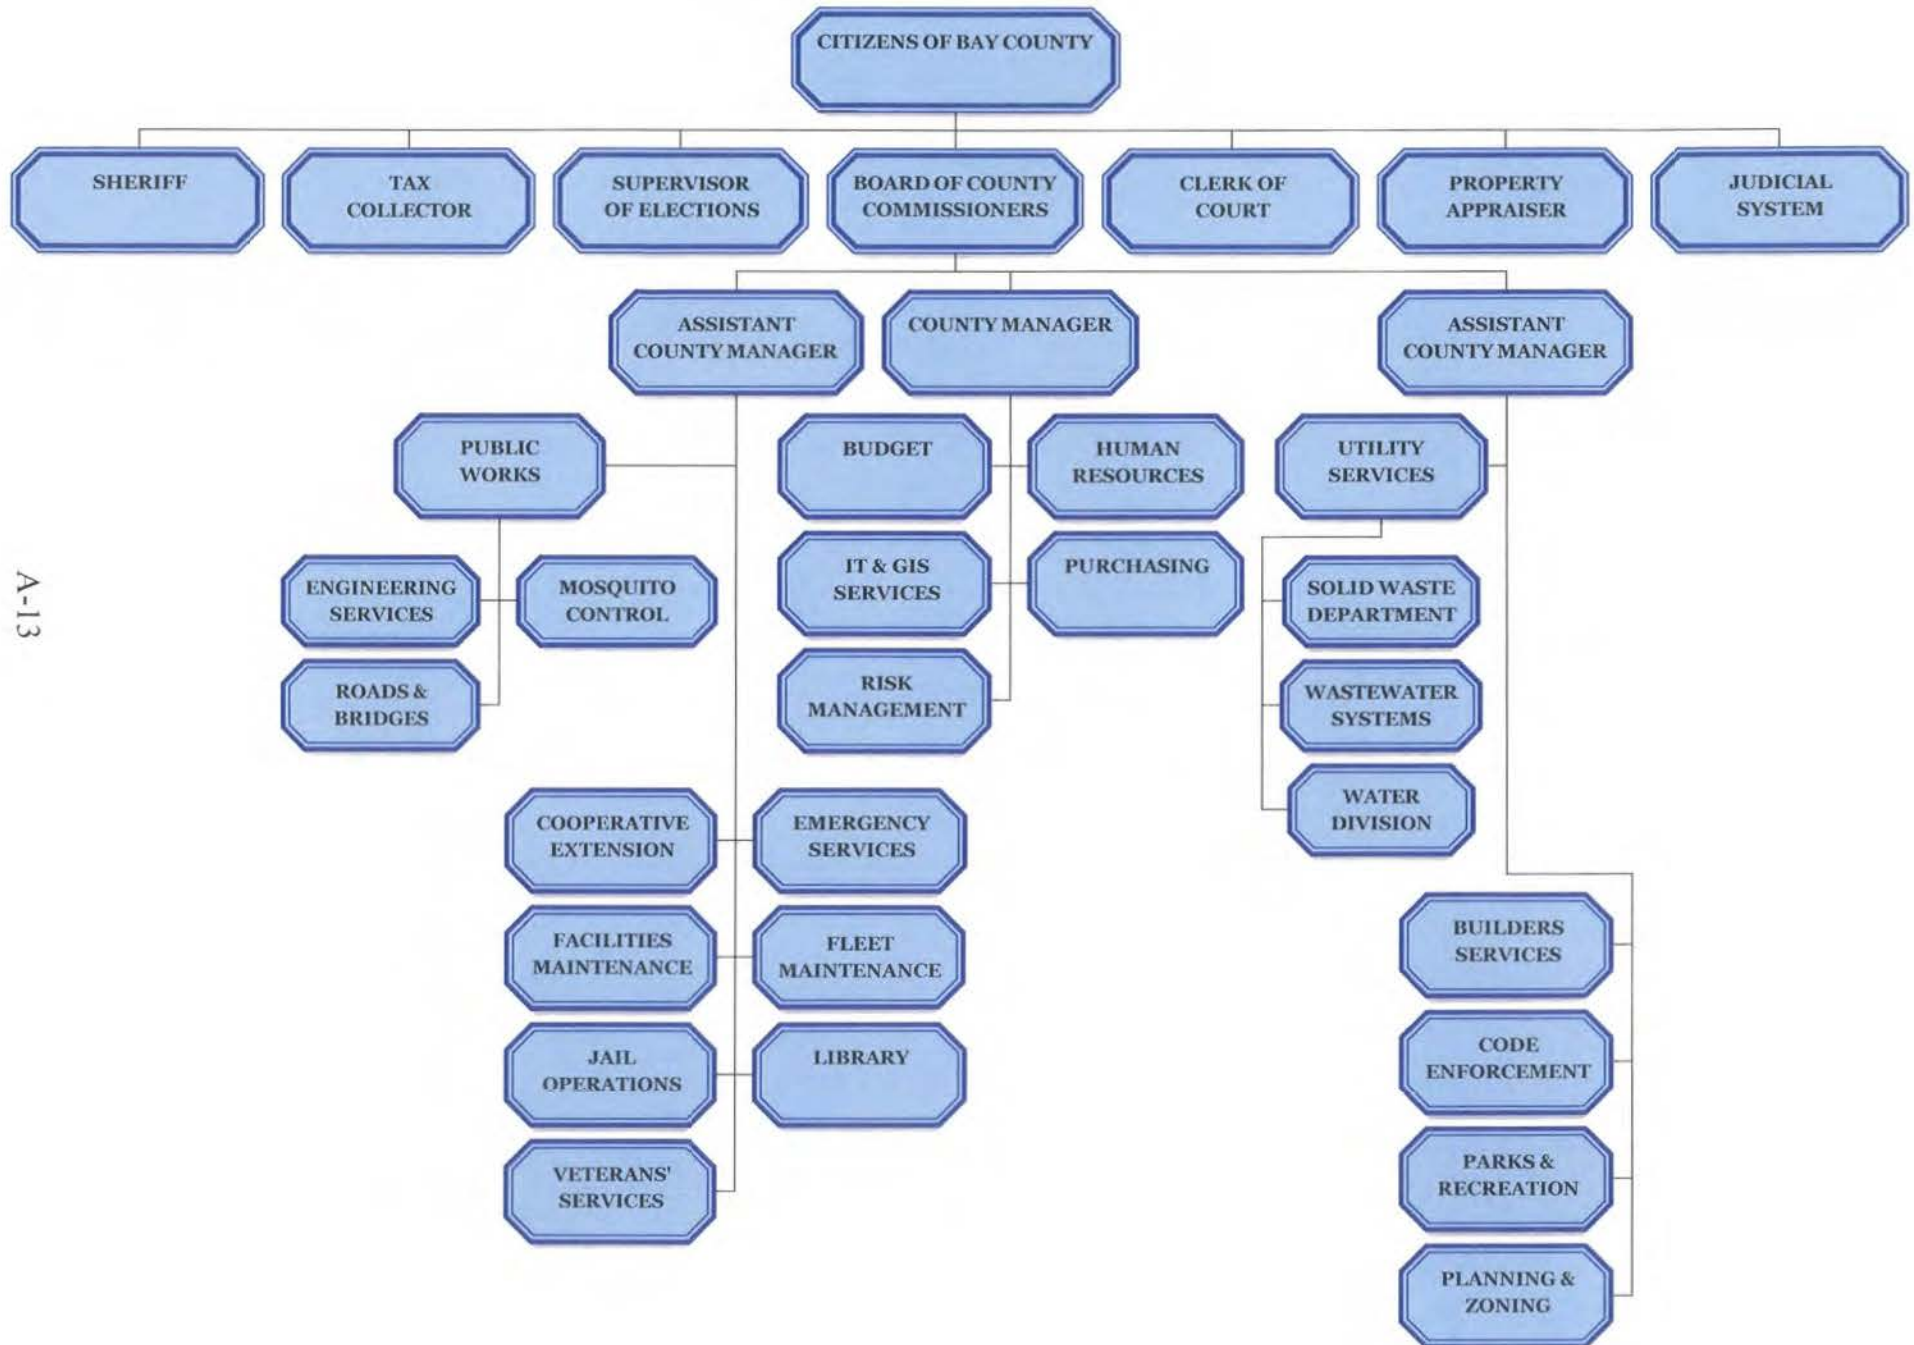 CITIZENS OF BAY COUNTY
SHERIFF
TAX
COLLECTOR
SUPERVISOR
OF ELECTIONS
BOARD OF COUNTY
COMMISSIONERS
CLERK OF
COURT
PROPERTY
APPRAISER
JUDICIAL
SYSTEM
ASSISTANT
COUNTY MANAGER
COUNTY MANAGER
ASSISTANT
COUNTY MANAGER
PUBLIC
WORKS
BUDGET
HUMAN
RESOURCES
UTILITY
SERVICES
ENGINEERING
SERVICES
MOSQUITO
CONTROL
IT & GIS
SERVICES
PURCHASING
SOLID WASTE
DEPARTMENT
ROADS &
BRIDGES
RISK
MANAGEMENT
WASTEWATER
SYSTEMS
WATER
DIVISION
COOPERATIVE
EXTENSION
EMERGENCY
SERVICES
FACILITIES
MAINTENANCE
FLEET
MAINTENANCE
BUILDERS
SERVICES
JAIL
OPERATIONS
LIBRARY
CODE
ENFORCEMENT
VETERANS'
SERVICES
PARKS &
RECREATION
PLANNING &
ZONING
A-13